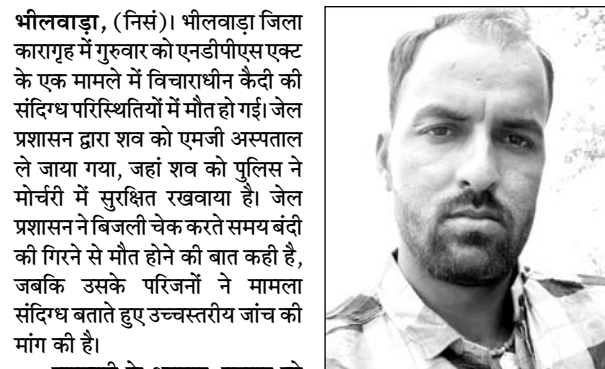 भीलवाड़ा, (निसं)। भीलवाड़ा जिला
कारागृह में गुरुवार को एनडीपीएस एक्ट
के एक मामले में विचाराधीन कैदी की
संदिग्ध परिस्थितियों में मौत हो गई। जेल
प्रशासन द्वारा शव को एमजी अस्पताल
ले जाया गया, जहां शव को पुलिस ने
मोर्चरी में सुरक्षित रखवाया है। जेल
प्रशासन ने बिजली चेक करते समय बंदी
की गिरने से मौत होने की बात कही है,
जबकि उसके परिजनों ने मामला
संदिग्ध बताते हुए उच्चस्तरीय जांच की
मांग की है।